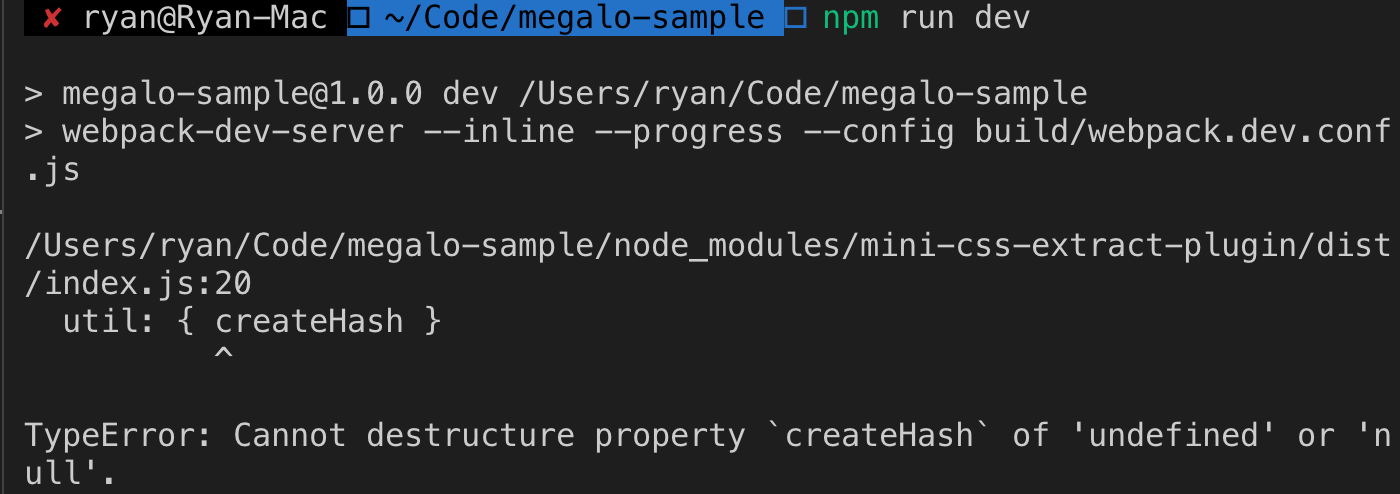 ✘ ryan@Ryan-Mac  ~/Code/megalo-sample  npm run dev
> megalo-sample@1.0.0 dev /Users/ryan/Code/megalo-sample
> webpack-dev-server --inline --progress --config build/webpack.dev.conf
.js
/Users/ryan/Code/megalo-sample/node_modules/mini-css-extract-plugin/dist
/index.js:20
  util: { createHash }
          ^
TypeError: Cannot destructure property `createHash` of 'undefined' or 'n
ull'.